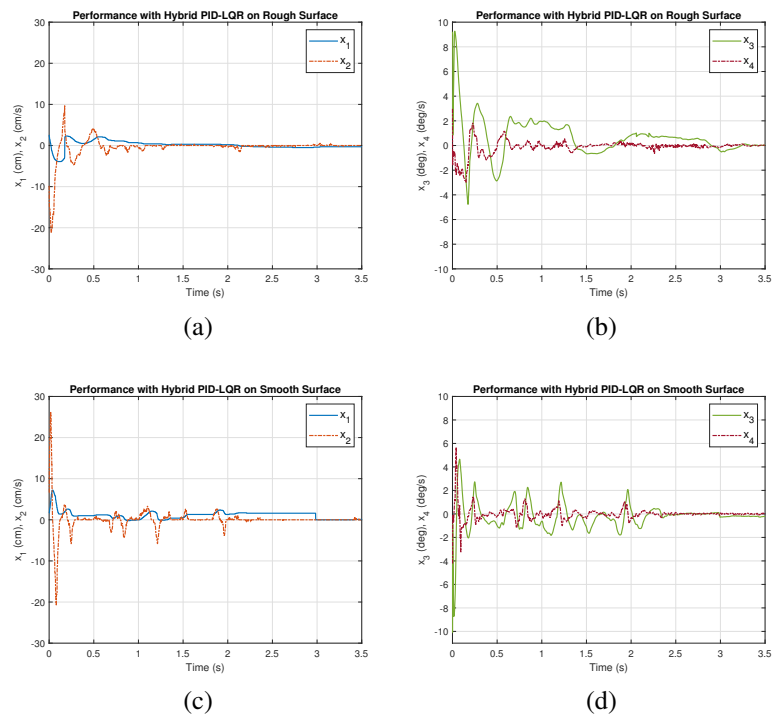 Performance with Hybrid PID-LQR on Rough Surface
x1
x2
30
20
10
0
-10
-20
-30
x1 (cm), x2 (cm/s)
0 0.5 1 1.5 2 2.5 3 3.5
Time (s)
(a)
Performance with Hybrid PID-LQR on Rough Surface
x3
x4
10
8
6
4
2
0
-2
-4
-6
-8
-10
x3 (deg), x4 (deg/s)
0 0.5 1 1.5 2 2.5 3 3.5
Time (s)
(b)
Performance with Hybrid PID-LQR on Smooth Surface
x1
x2
30
20
10
0
-10
-20
-30
x1 (cm), x2 (cm/s)
0 0.5 1 1.5 2 2.5 3 3.5
Time (s)
(c)
Performance with Hybrid PID-LQR on Smooth Surface
x3
x4
10
8
6
4
2
0
-2
-4
-6
-8
-10
x3 (deg), x4 (deg/s)
0 0.5 1 1.5 2 2.5 3 3.5
Time (s)
(d)